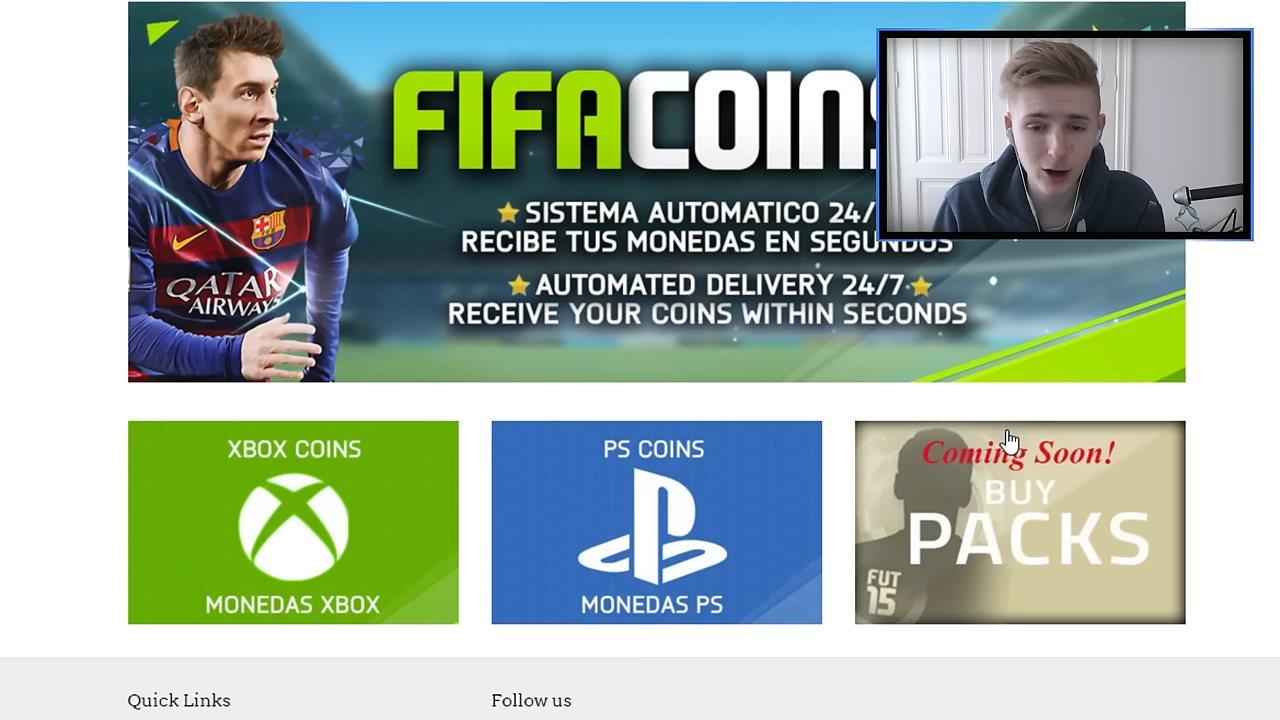 FIFACOINS
SISTEMA AUTOMATICO 24/
RECIBE TUS MONEDAS EN SEGUNDOS
AUTOMATED DELIVERY 24/7
RECEIVE YOUR COINS WITHIN SECONDS
QATAR
AIRWAYS
XBOX COINS
MONEDAS XBOX
PS COINS
MONEDAS PS
Coming Soon!
BUY
PACKS
FUT
15
Quick Links
Follow us